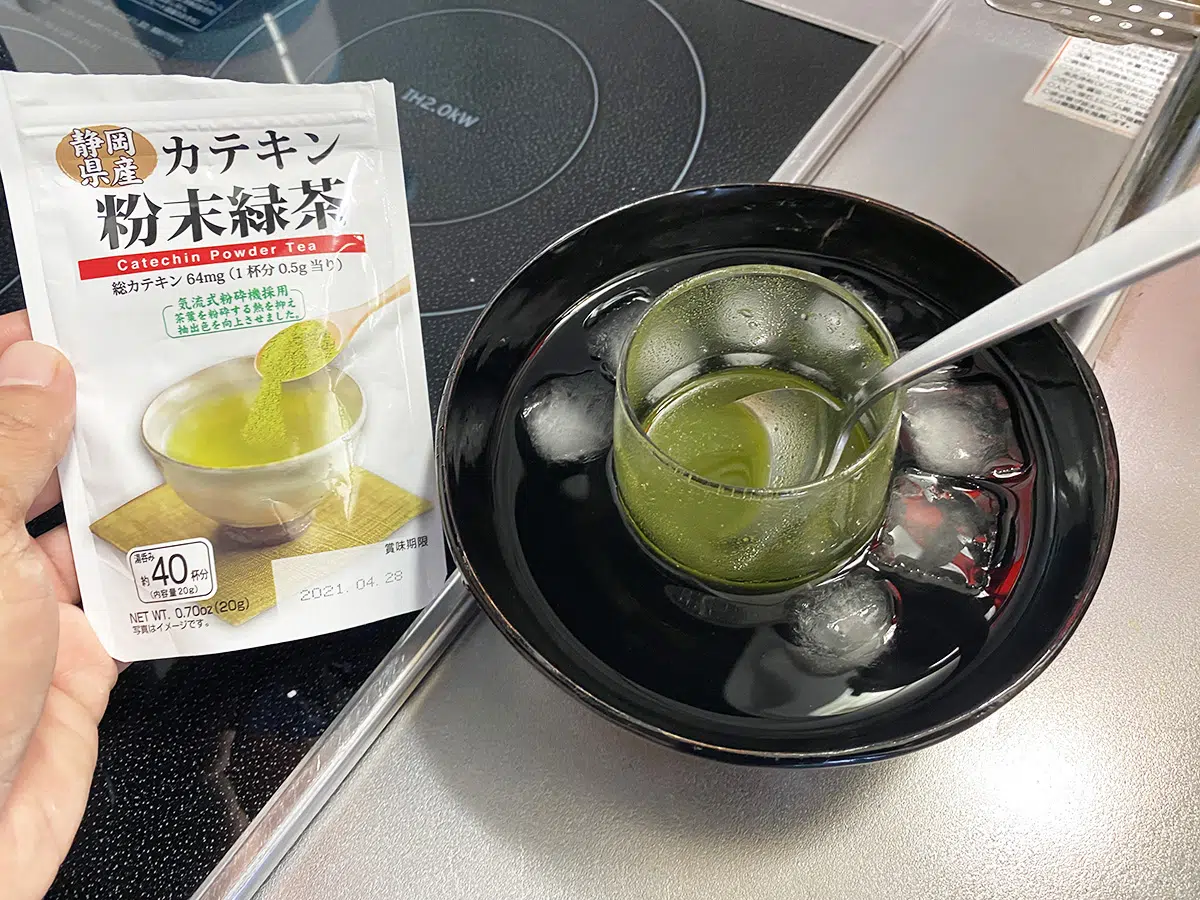 静岡
県産
カテキン
粉末緑茶
Catechin Powder Tea
総カテキン 64mg (1杯分 0.5g 当り)
気流式粉砕機採用
茶葉を粉砕する熱を抑え
抽出色を向上させました。
湯呑み
約40杯分
(内容量20g)
賞味期限
2021.04.28
NET WT. 0.70oz (20g)
写真はイメージです。
IH2.0kW